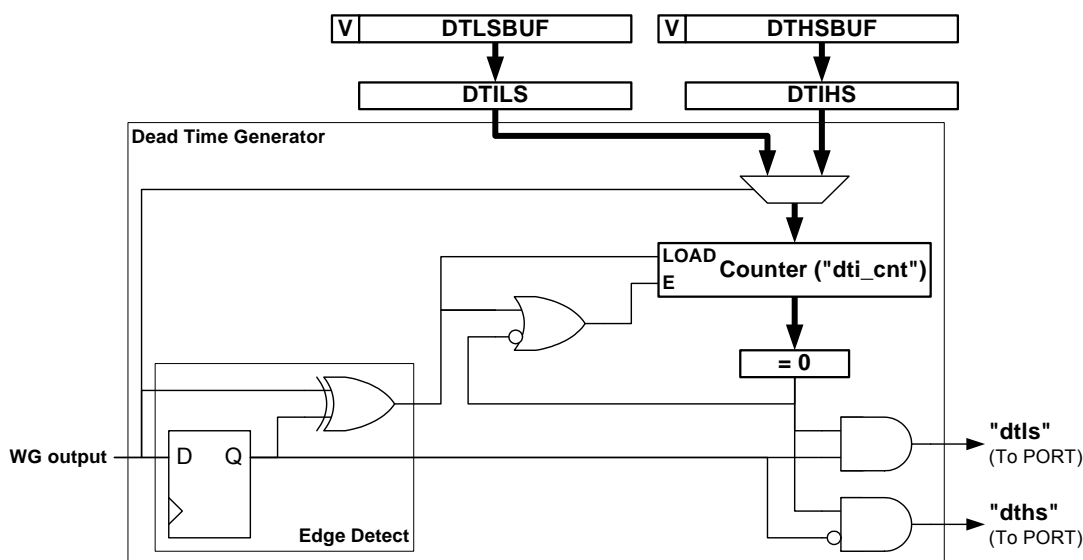 V DTLSBUF V DTHSBUF
DTILS DTIHS
Dead Time Generator
LOAD
E
Counter ("dti_cnt")
= 0
"dtls"
(To PORT)
WG output
D Q
Edge Detect
"dths"
(To PORT)